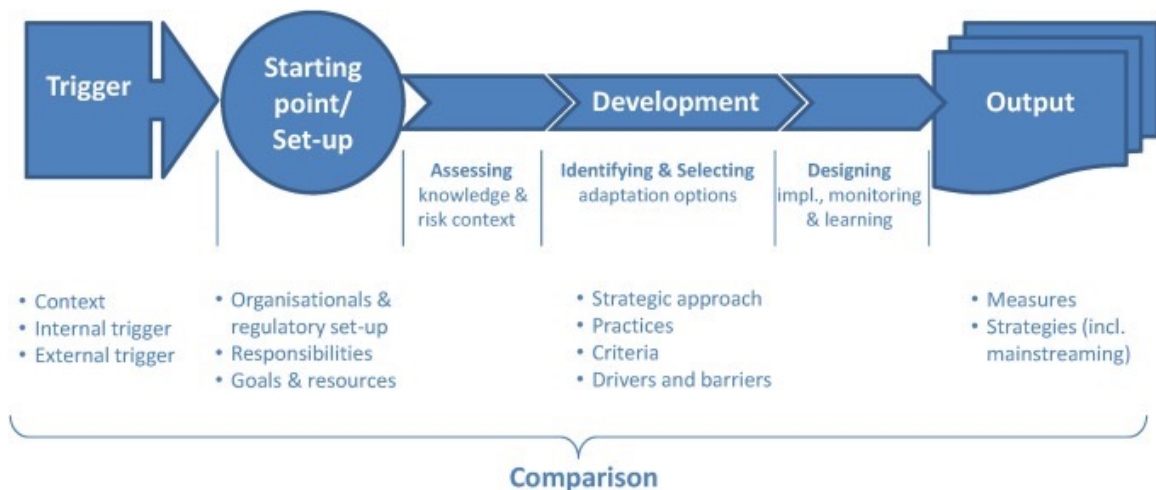 Trigger
Starting
point/
Set-up
Development
Output
Assessing
knowledge &
risk context
Identifying & Selecting
adaptation options
Designing
impl., monitoring
& learning
• Context
• Internal trigger
• External trigger
• Organisationals &
regulatory set-up
• Responsibilities
• Goals & resources
• Strategic approach
• Practices
• Criteria
• Drivers and barriers
• Measures
• Strategies (incl.
mainstreaming)
Comparison